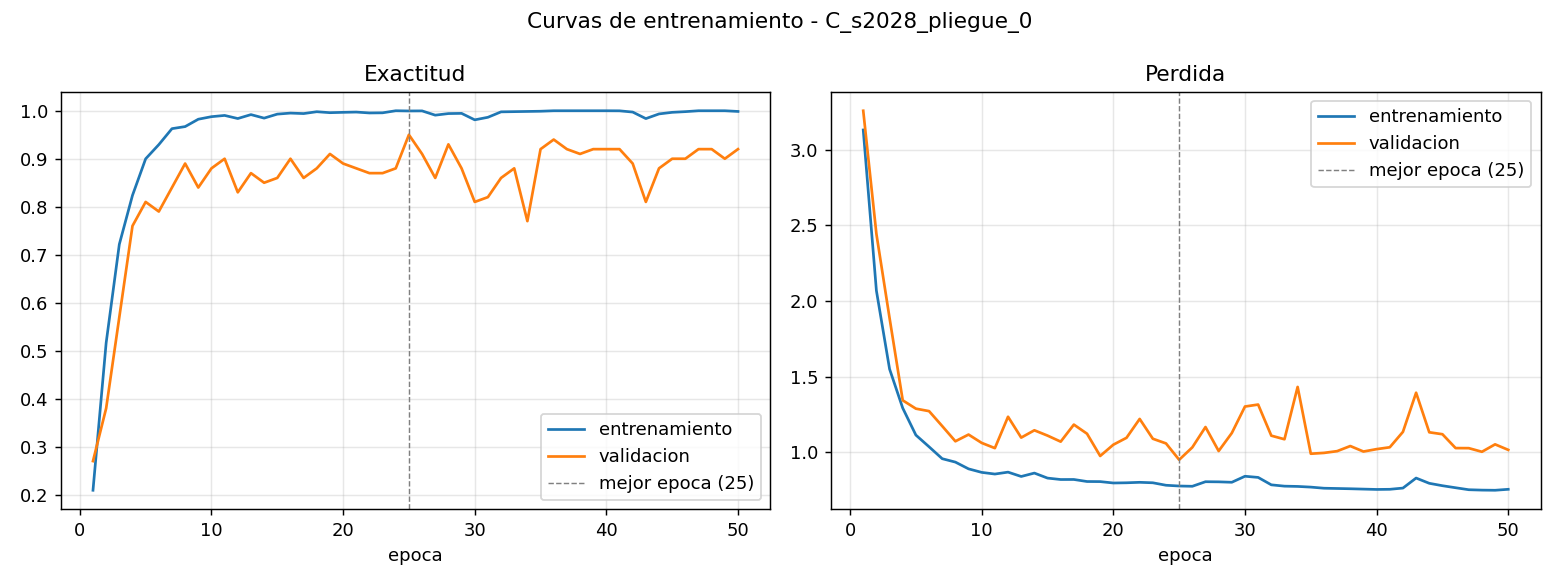 Curvas de entrenamiento - C_s2028_pliegue_0
Exactitud
1.0
0.9
0.8
0.7
0.6
0.5
0.4
0.3
0.2
0 10 20 30 40 50
epoca
entrenamiento
validacion
mejor epoca (25)
Perdida
3.0
2.5
2.0
1.5
1.0
0 10 20 30 40 50
epoca
entrenamiento
validacion
mejor epoca (25)